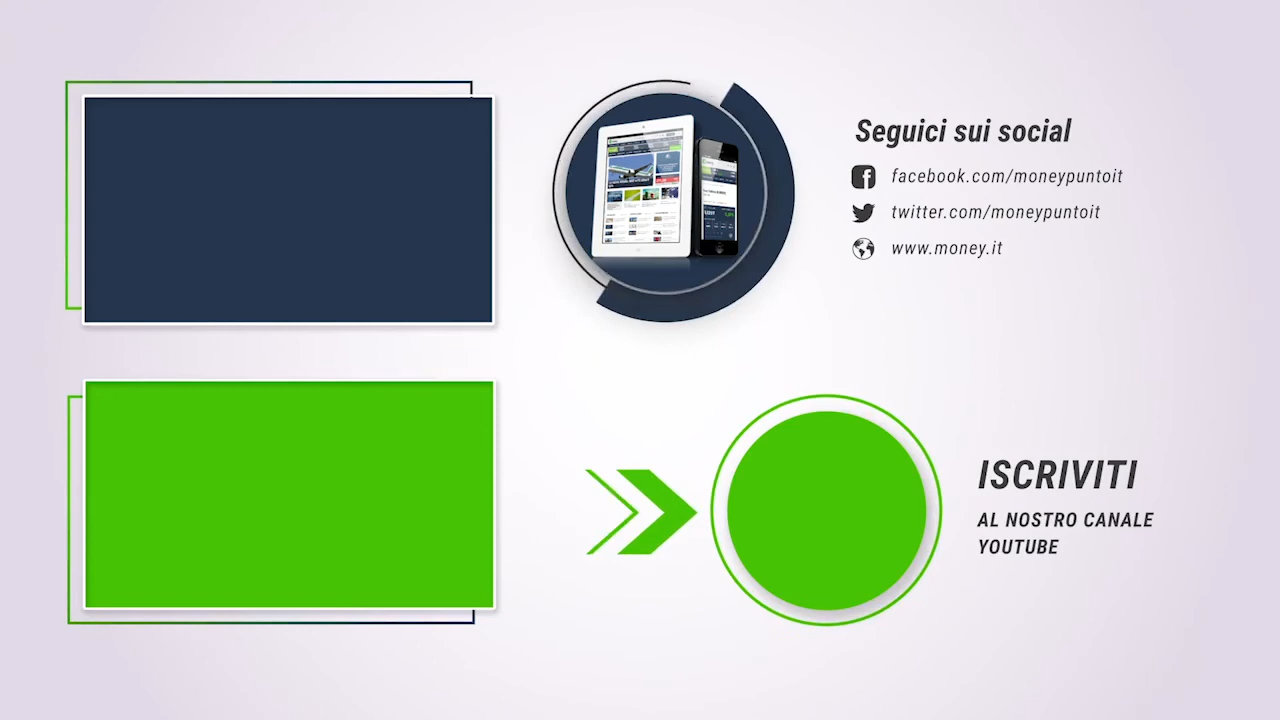 Seguici sui social
facebook.com/moneypuntoit
twitter.com/moneypuntoit
www.money.it
ISCRIVITI
AL NOSTRO CANALE
YOUTUBE